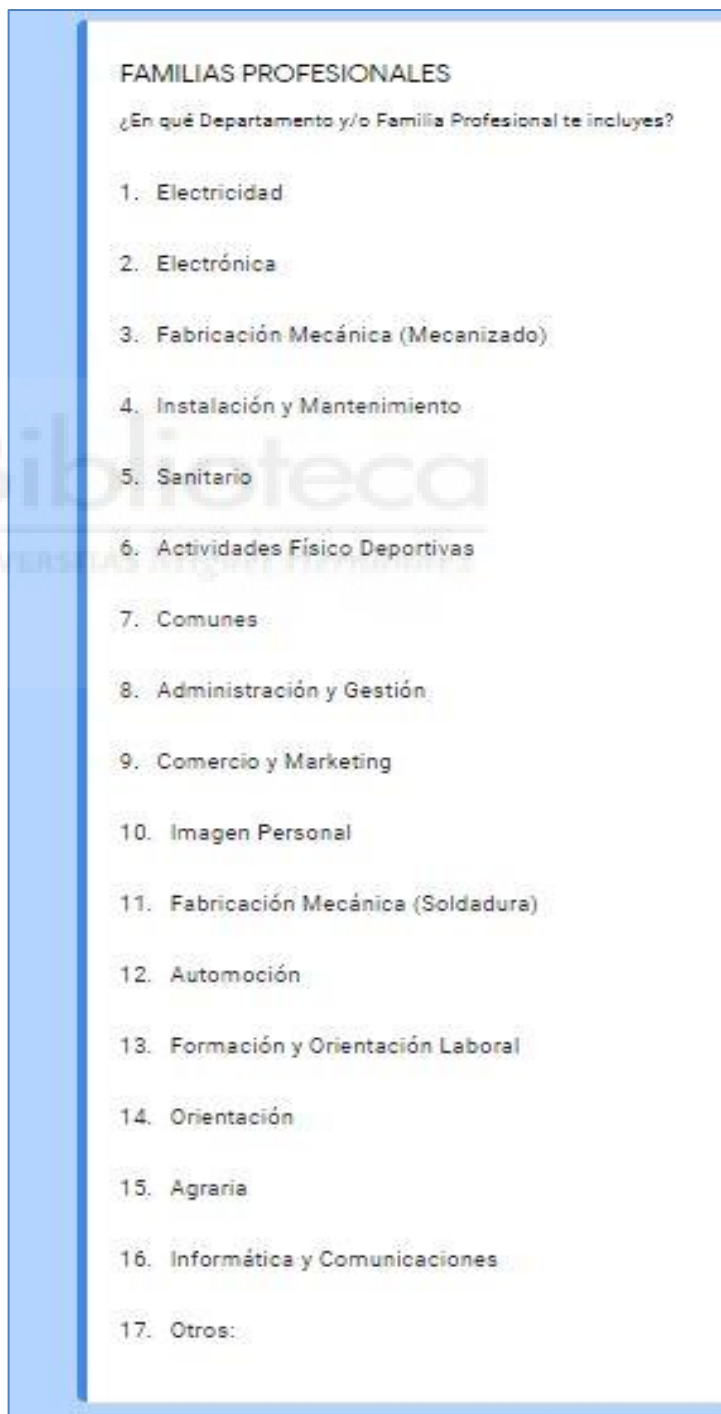 FAMILIAS PROFESIONALES
¿En qué Departamento y/o Familia Profesional te incluyes?
1. Electricidad
2. Electrónica
3. Fabricación Mecánica (Mecanizado)
4. Instalación y Mantenimiento
Biblioteca
5. Sanitario
6. Actividades Físico Deportivas
UNIVERSITAS Miguel Hernández
7. Comunes
8. Administración y Gestión
9. Comercio y Marketing
10. Imagen Personal
11. Fabricación Mecánica (Soldadura)
12. Automoción
13. Formación y Orientación Laboral
14. Orientación
15. Agraria
16. Informática y Comunicaciones
17. Otros: